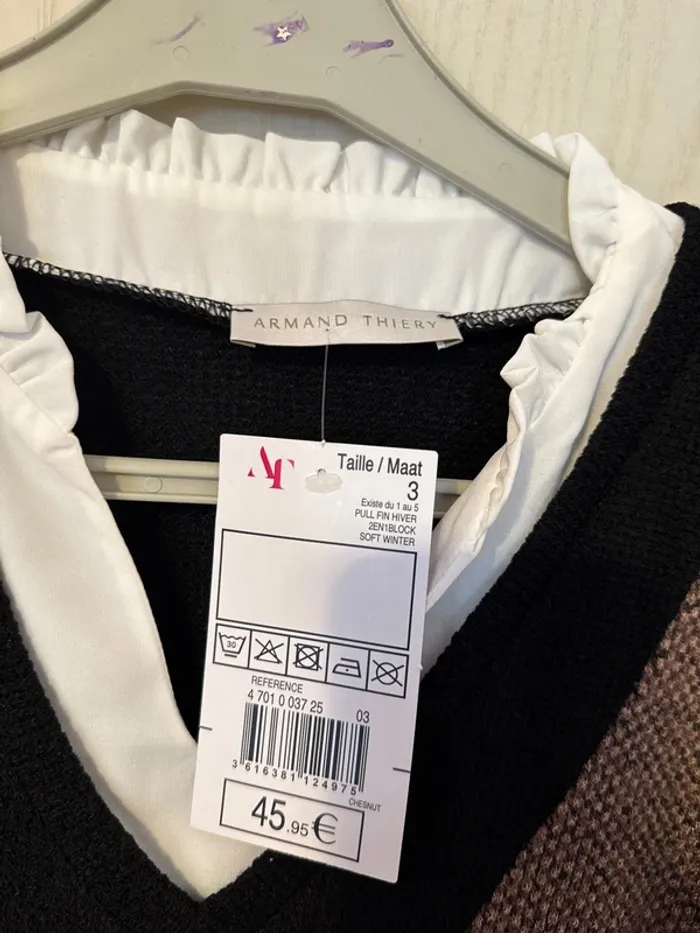 ARMAND THIERY
AT
Taille / Maat
3
Existe du 1 au 5
PULL FIN HIVER
2EN1BLOCK
SOFT WINTER
30
REFERENCE
4 701 0 037 25 03
3 616381 124975
CHESNUT
45.95€